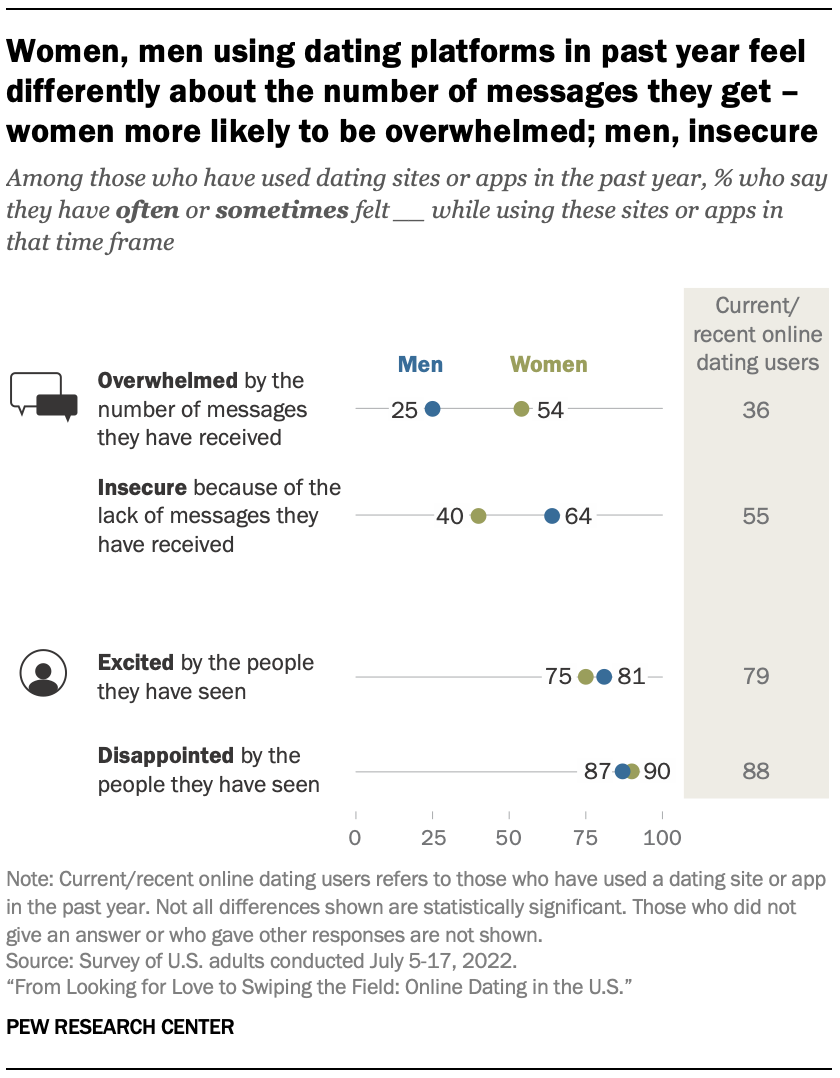 Women, men using dating platforms in past year feel
differently about the number of messages they get –
women more likely to be overwhelmed; men, insecure
Among those who have used dating sites or apps in the past year, % who say
they have often or sometimes felt __ while using these sites or apps in
that time frame
Current/
recent online
dating users
Men Women
Overwhelmed by the
number of messages
they have received
25 54 36
Insecure because of the
lack of messages they
have received
40 64 55
Excited by the people
they have seen
75 81 79
Disappointed by the
people they have seen
87 90 88
0 25 50 75 100
Note: Current/recent online dating users refers to those who have used a dating site or app
in the past year. Not all differences shown are statistically significant. Those who did not
give an answer or who gave other responses are not shown.
Source: Survey of U.S. adults conducted July 5-17, 2022.
“From Looking for Love to Swiping the Field: Online Dating in the U.S.”
PEW RESEARCH CENTER